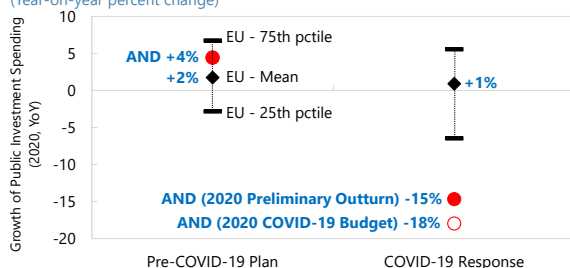 (Year-on-year percent change)
Growth of Public Investment Spending
(2020, YoY)
10
5
0
-5
-10
-15
-20
EU - 75th pctile
AND +4%
+2%
EU - Mean
EU - 25th pctile
+1%
AND (2020 Preliminary Outturn) -15%
AND (2020 COVID-19 Budget) -18%
Pre-COVID-19 Plan
COVID-19 Response